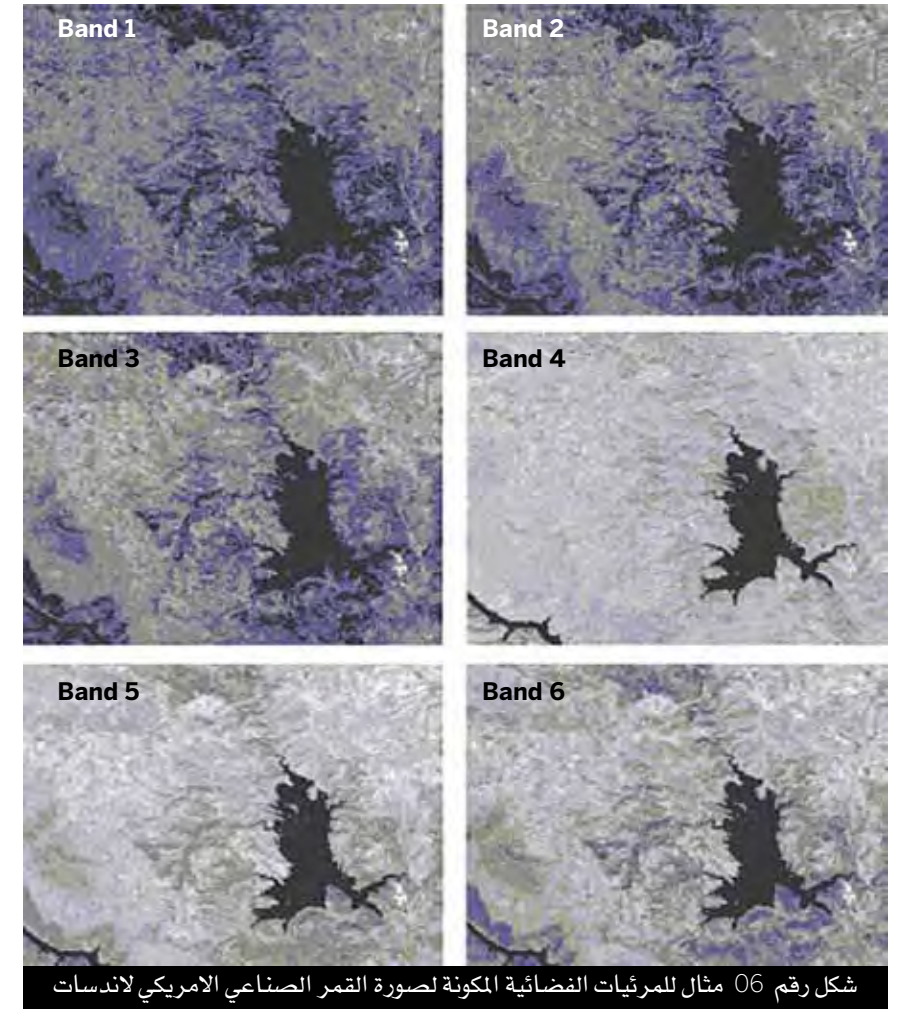 Band 1
Band 2
Band 3
Band 4
Band 5
Band 6
شكل رقم 06 مثال للمرئيات الفضائية المكونة لصورة القمر الصناعي الامريكي لاندسات